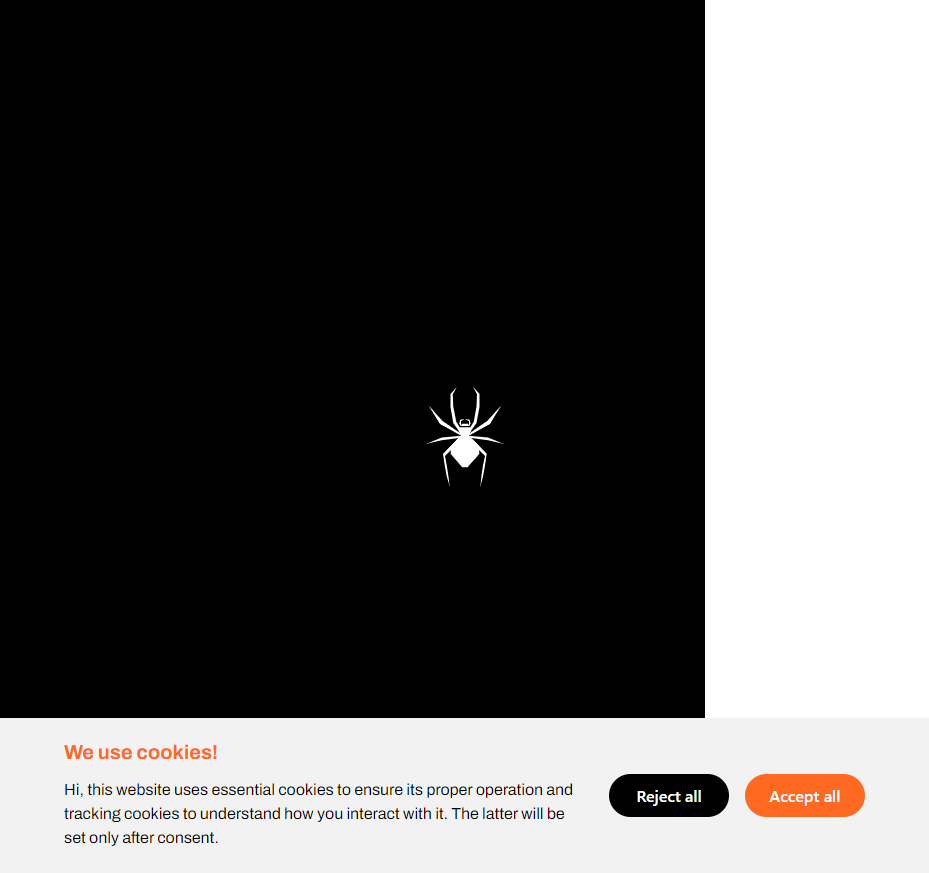 We use cookies!
Hi, this website uses essential cookies to ensure its proper operation and
tracking cookies to understand how you interact with it. The latter will be
set only after consent.
Reject all
Accept all